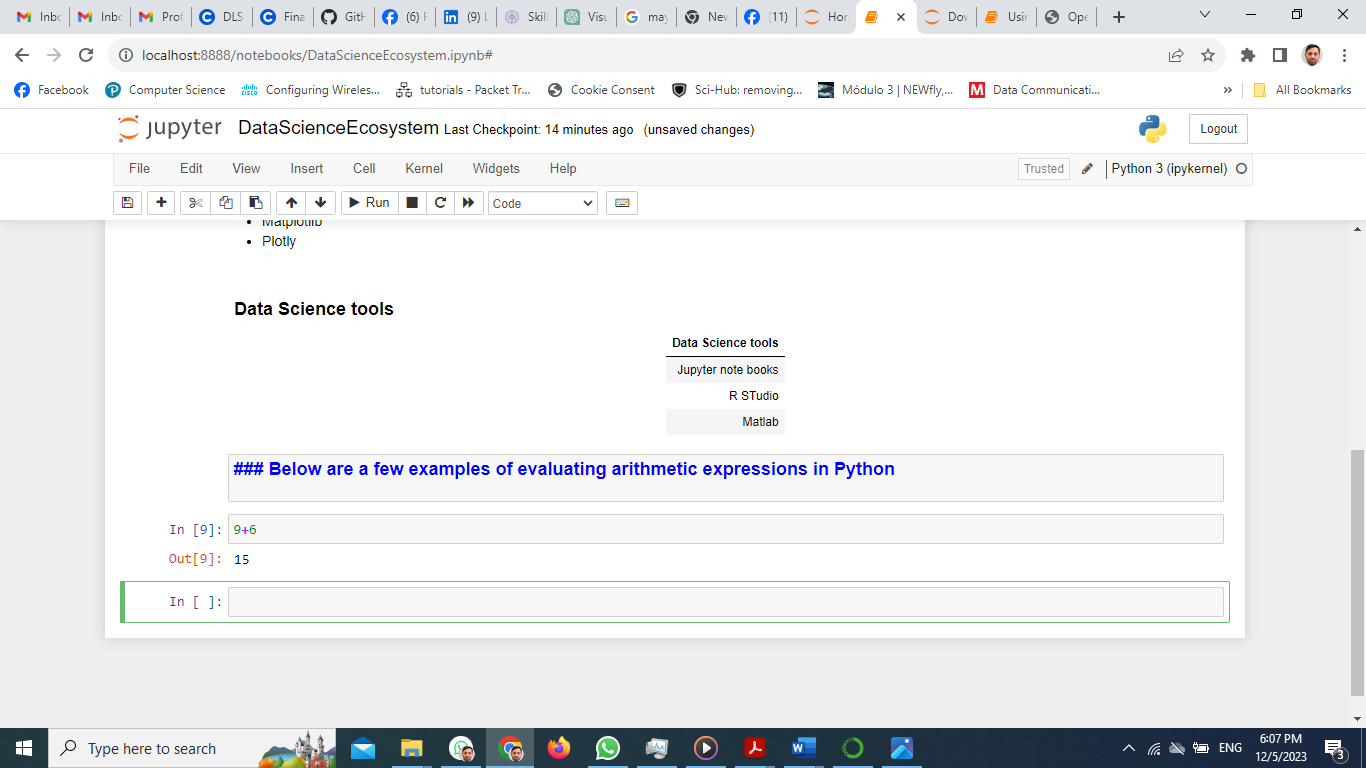 Inbo
Inbo
Prof
DLS
Fina
GitH
(6) F
(9) L
Skill
Visu
may
New
(11)
Hor
Dov
Usir
Ope
localhost:8888/notebooks/DataScienceEcosystem.ipynb#
Facebook
Computer Science
Configuring Wireles...
tutorials - Packet Tr...
Cookie Consent
Sci-Hub: removing...
Módulo 3 | NEWfly,...
Data Communicati...
»
All Bookmarks
jupyter DataScienceEcosystem Last Checkpoint: 14 minutes ago (unsaved changes)
Logout
File Edit View Insert Cell Kernel Widgets Help
Trusted
Python 3 (ipykernel)
Run
Code
Matplotlib
Plotly
Data Science tools
Data Science tools
Jupyter note books
R STudio
Matlab
### Below are a few examples of evaluating arithmetic expressions in Python
In [9]: 9+6
Out[9]: 15
In [ ]:
Type here to search
ENG
6:07 PM
12/5/2023
3